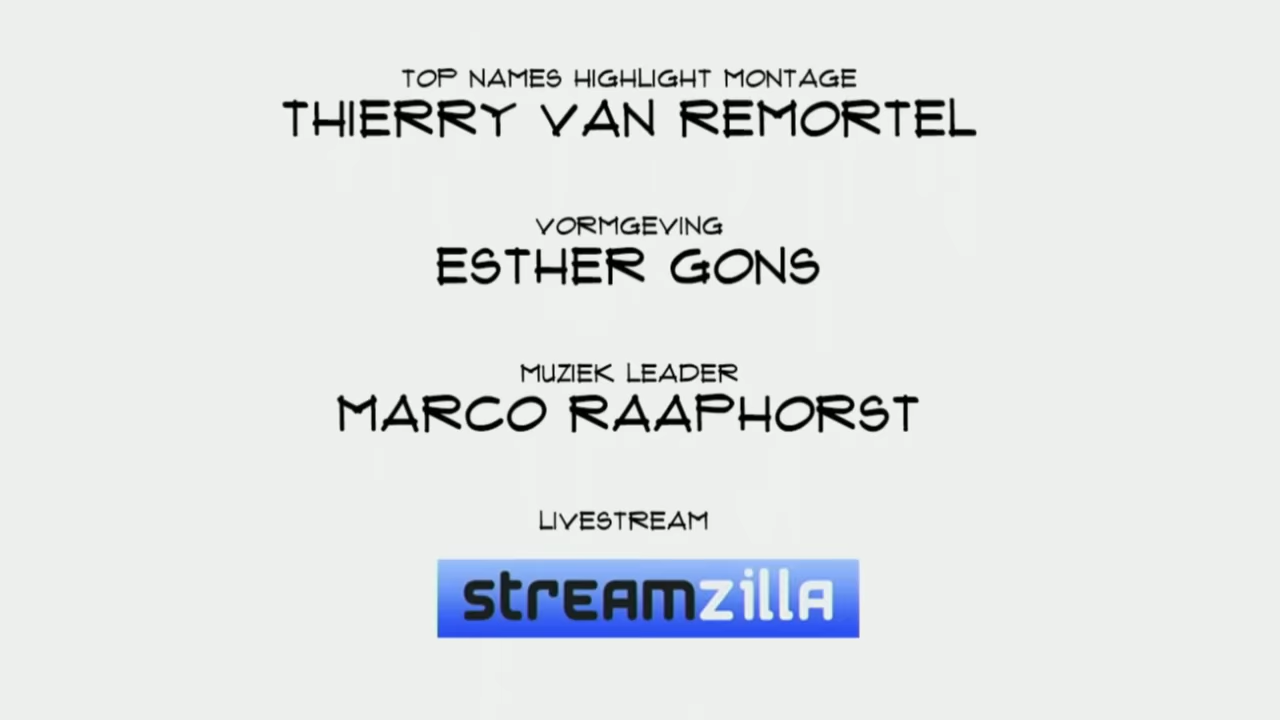 TOP NAMES HIGHLIGHT MONTAGE
THIERRY VAN REMORTEL
VORMGEVING
ESTHER GONS
MUZIEK LEADER
MARCO RAAPHORST
LIVESTREAM
streamzilla